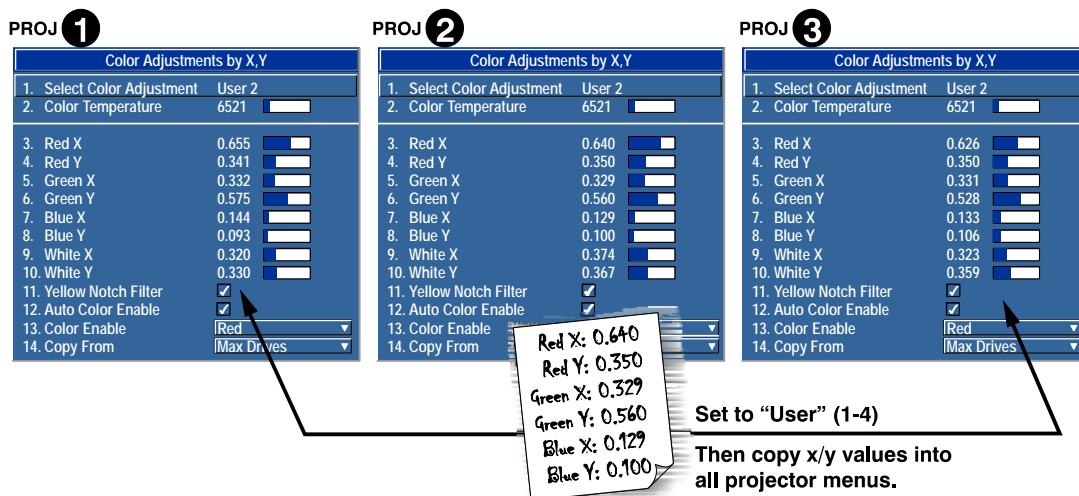 PROJ 1
Color Adjustments by X,Y
1. Select Color Adjustment User 2
2. Color Temperature 6521
3. Red X 0.655
4. Red Y 0.341
5. Green X 0.332
6. Green Y 0.575
7. Blue X 0.144
8. Blue Y 0.093
9. White X 0.320
10. White Y 0.330
11. Yellow Notch Filter
12. Auto Color Enable
13. Color Enable Red
14. Copy From Max Drives
PROJ 2
Color Adjustments by X,Y
1. Select Color Adjustment User 2
2. Color Temperature 6521
3. Red X 0.640
4. Red Y 0.350
5. Green X 0.329
6. Green Y 0.560
7. Blue X 0.129
8. Blue Y 0.100
9. White X 0.374
10. White Y 0.367
11. Yellow Notch Filter
12. Auto Color Enable
13. Color Enable
14. Copy From
PROJ 3
Color Adjustments by X,Y
1. Select Color Adjustment User 2
2. Color Temperature 6521
3. Red X 0.626
4. Red Y 0.350
5. Green X 0.331
6. Green Y 0.528
7. Blue X 0.133
8. Blue Y 0.106
9. White X 0.323
10. White Y 0.359
11. Yellow Notch Filter
12. Auto Color Enable
13. Color Enable Red
14. Copy From Max Drives
Red X: 0.640
Red Y: 0.350
Green X: 0.329
Green Y: 0.560
Blue X: 0.129
Blue Y: 0.100
Set to “User” (1-4)
Then copy x/y values into
all projector menus.